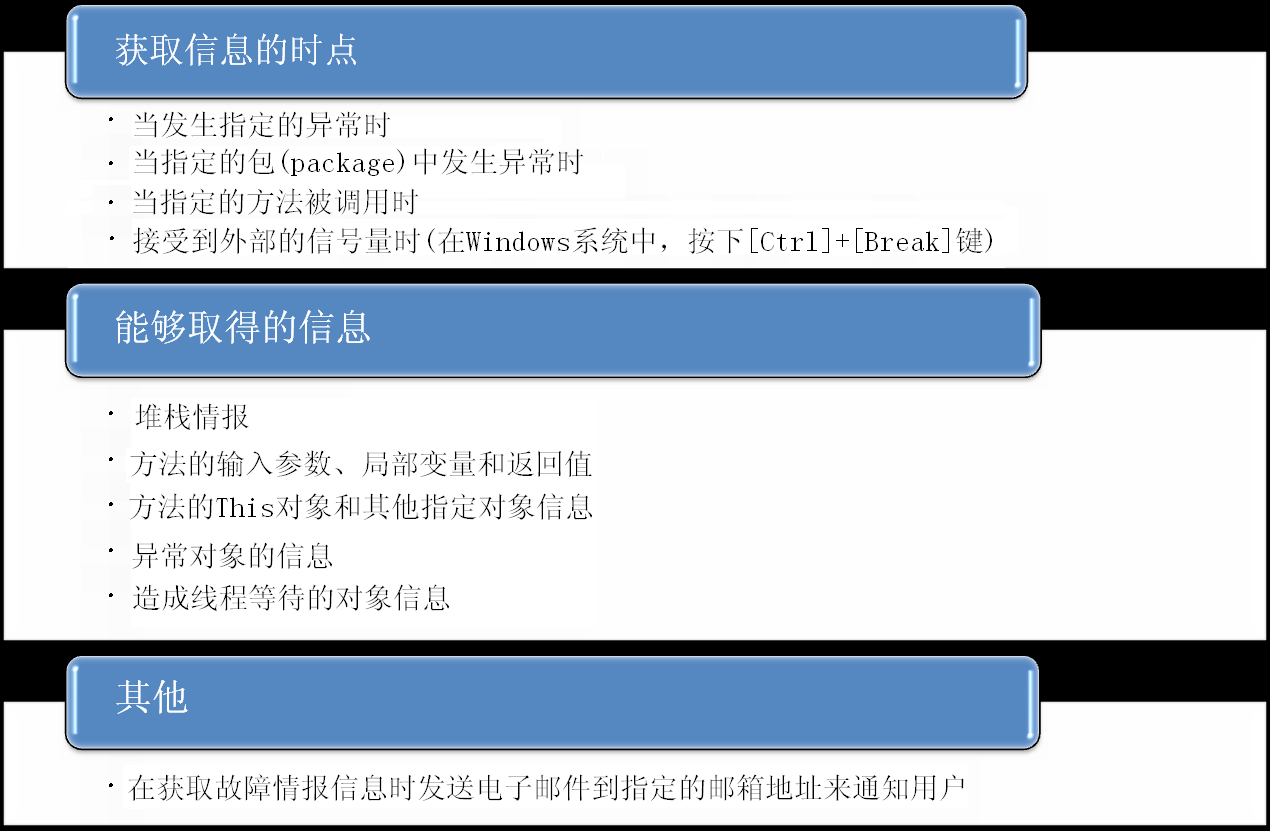 获取信息的时点
· 当发生指定的异常时
· 当指定的包(package)中发生异常时
· 当指定的方法被调用时
· 接受到外部的信号量时(在Windows系统中，按下[Ctrl]+[Break]键)
能够取得的信息
· 堆栈情报
· 方法的输入参数、局部变量和返回值
· 方法的This对象和其他指定对象信息
· 异常对象的信息
· 造成线程等待的对象信息
其他
· 在获取故障情报信息时发送电子邮件到指定的邮箱地址来通知用户